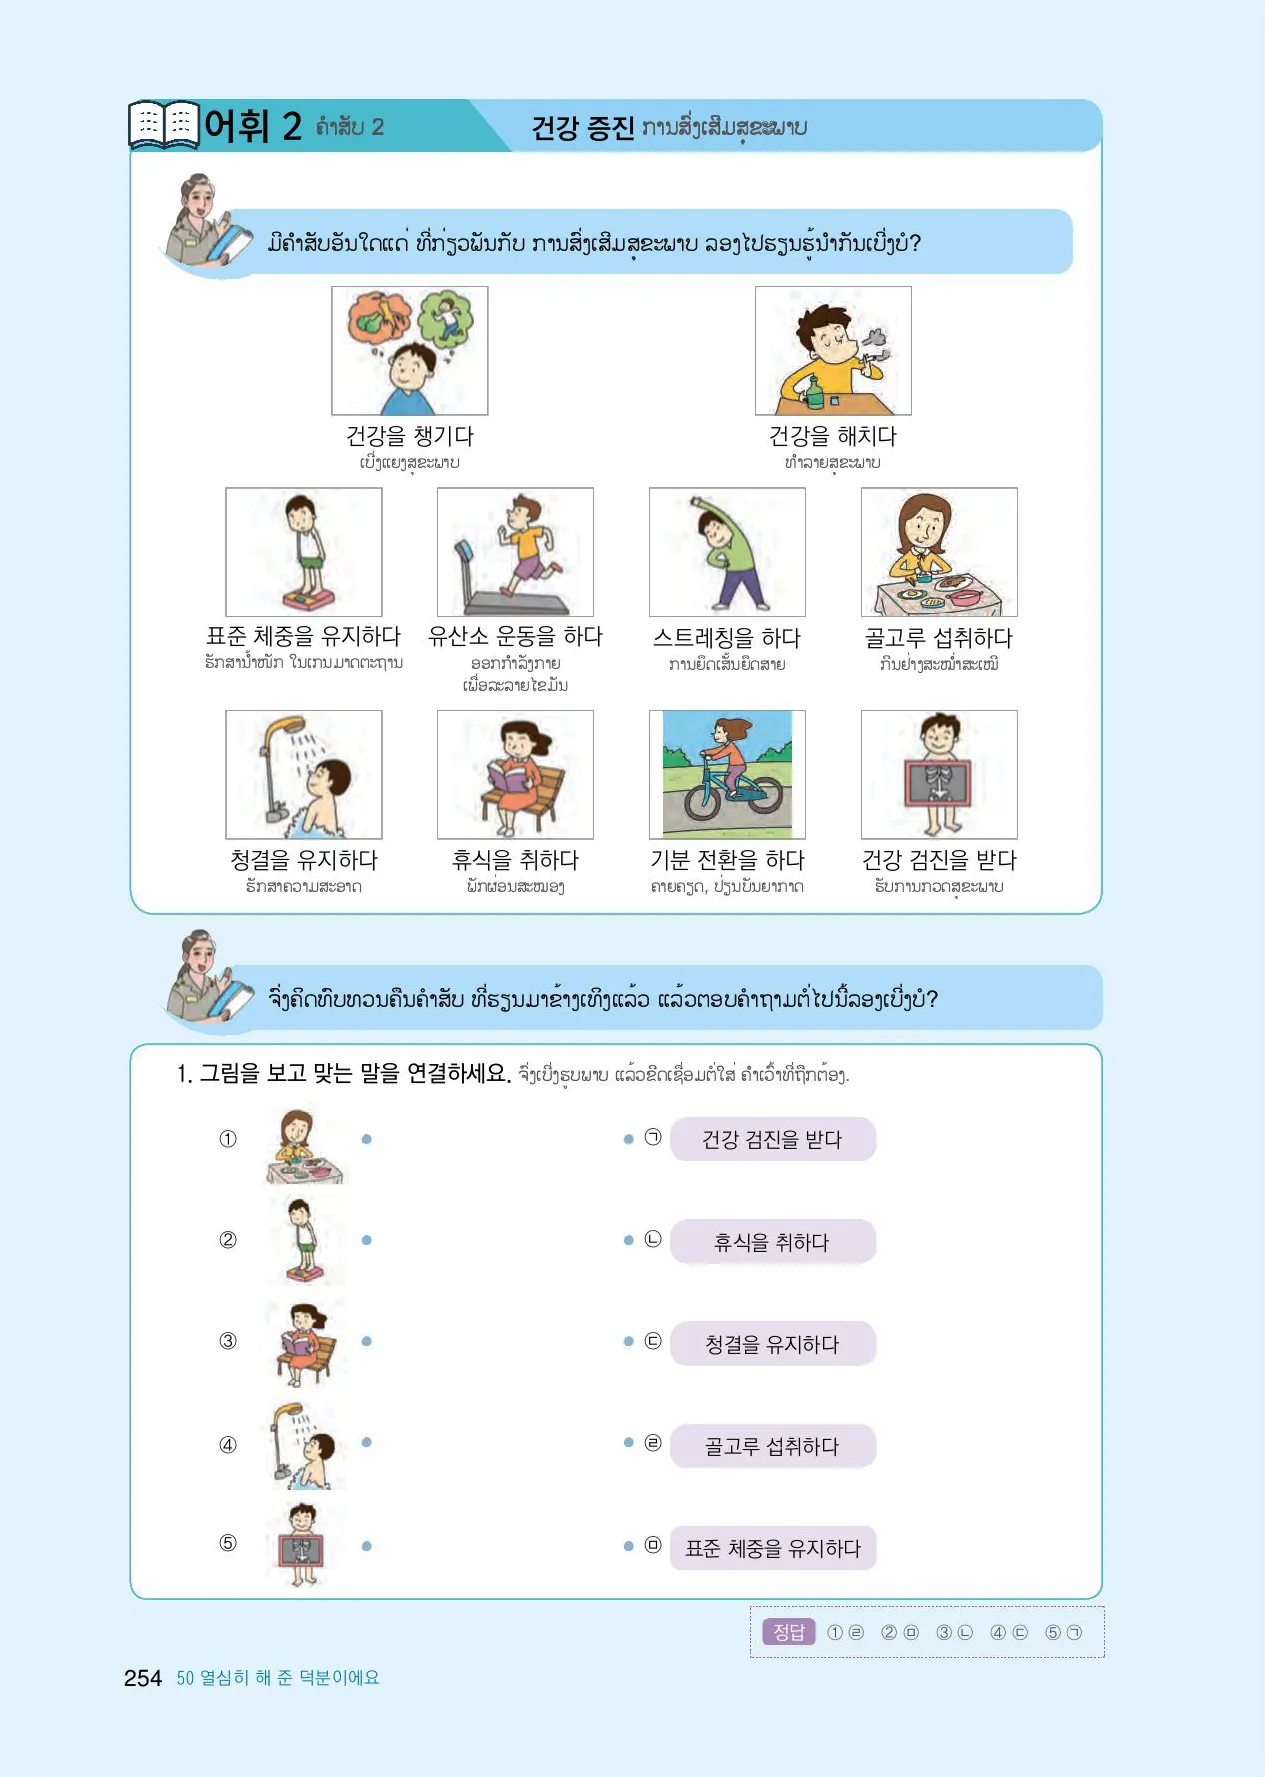 어휘 2 ຄຳສັບ 2 건강 증진 ການສົ່ງເສີມສຸຂະພາບ
ມີຄຳສັບອັນໃດແດ່ ທີ່ກ່ຽວພັນກັບ ການສົ່ງເສີມສຸຂະພາບ ລອງໄປຮຽນຮູ້ນຳກັນເບິ່ງບໍ?
건강을 챙기다 건강을 해치다
ເບິ່ງແຍງສຸຂະພາບ ທຳລາຍສຸຂະພາບ
표준 체중을 유지하다 유산소 운동을 하다 스트레칭을 하다 골고루 섭취하다
ຮັກສານ້ຳໜັກ ໃນເກນມາດຕະຖານ ອອກກຳລັງກາຍ ການຍຶດເສັ້ນຍຶດສາຍ ກິນຢ່າງສະໝ່ຳສະເໝີ
ເພື່ອລະລາຍໄຂມັນ
청결을 유지하다 휴식을 취하다 기분 전환을 하다 건강 검진을 받다
ຮັກສາຄວາມສະອາດ ພັກຜ່ອນສະໝອງ ຄາຍຄຽດ, ປ່ຽນບັນຍາກາດ ຮັບການກວດສຸຂະພາບ
ຈົ່ງຄິດທົບທວນຄືນຄຳສັບ ທີ່ຮຽນມາຂ້າງເທິງແລ້ວ ແລ້ວຕອບຄຳຖາມຕໍ່ໄປນີ້ລອງເບິ່ງບໍ?
1. 그림을 보고 맞는 말을 연결하세요. ຈົ່ງເບິ່ງຮູບພາບ ແລ້ວຂີດເຊື່ອມຕໍ່ໃສ່ ຄຳເວົ້າທີ່ຖືກຕ້ອງ.
① ㉠ 건강 검진을 받다
② ㉡ 휴식을 취하다
③ ㉢ 청결을 유지하다
④ ㉣ 골고루 섭취하다
⑤ ㉤ 표준 체중을 유지하다
정답 ① ㉣ ② ㉤ ③ ㉡ ④ ㉢ ⑤ ㉠
254 50 열심히 해 준 덕분이에요